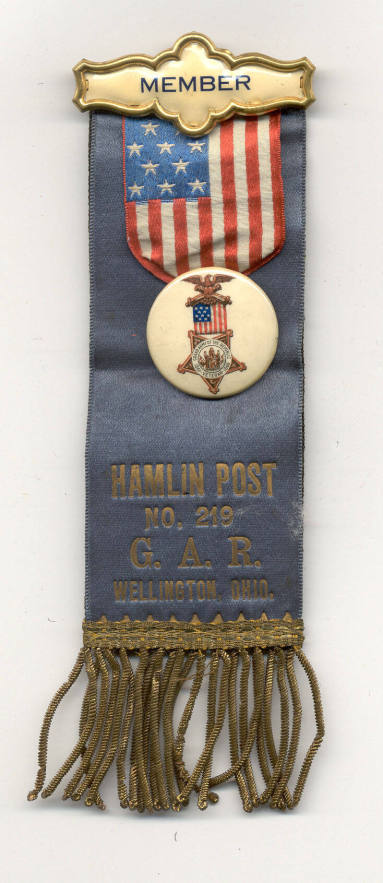 MEMBER
HAMLIN POST
NO. 219
G. A. R.
WELLINGTON, OHIO.